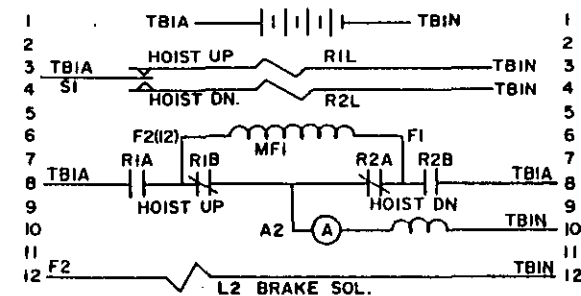 1 TB1A TB1N 1
2 2
3 HOIST UP R1L TB1N 3
TB1A
4 S1 HOIST DN. R2L TB1N 4
5 5
6 F2(12) MF1 F1 6
7 R1A R1B R2A R2B 7
8 TB1A TB1A 8
HOIST UP HOIST DN
9 9
10 A2 A TB1N 10
11 11
12 F2 L2 BRAKE SOL. TB1N 12